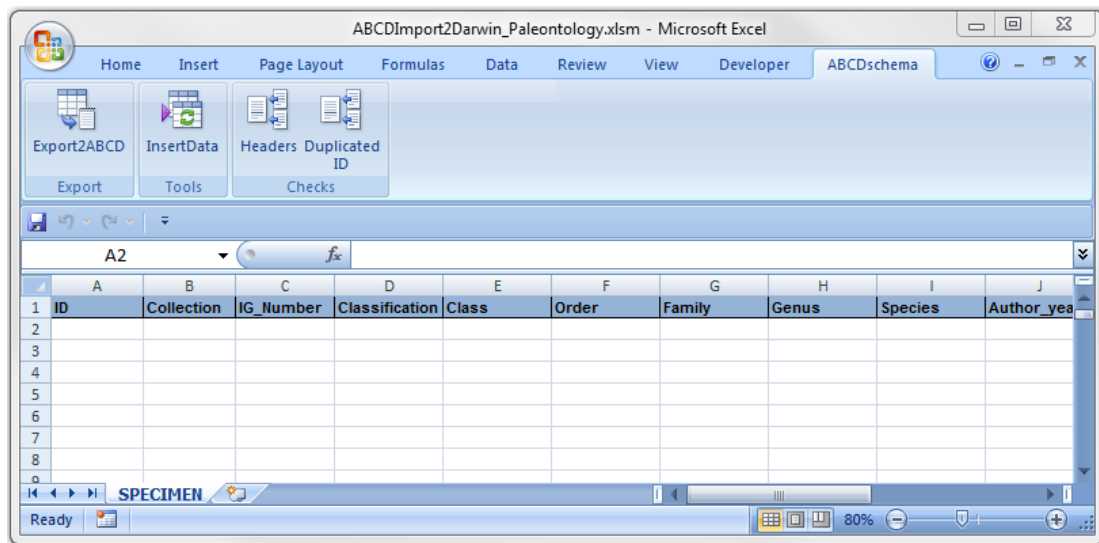 ABCDImport2Darwin_Paleontology.xlsm - Microsoft Excel
Home Insert Page Layout Formulas Data Review View Developer ABCDschema
Export2ABCD InsertData Headers Duplicated
ID
Export Tools Checks
A2 fx
A B C D E F G H I J
1 ID Collection IG_Number Classification Class Order Family Genus Species Author_yea
2
3
4
5
6
7
8
9
SPECIMEN
Ready 80%